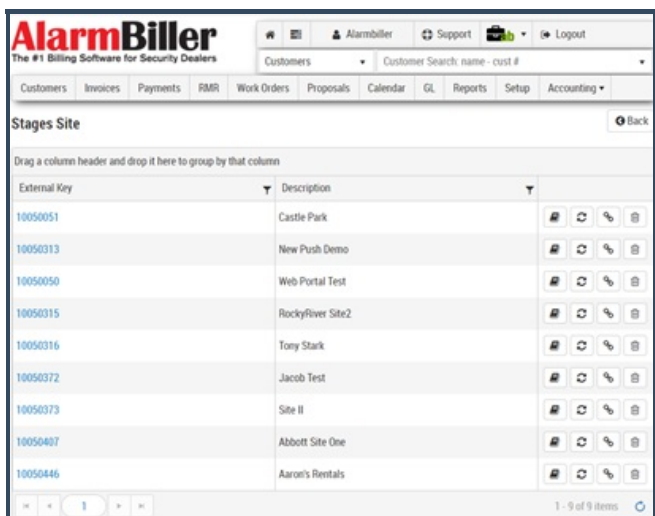 AlarmBiller
The #1 Billing Software for Security Dealers
Alarmbiller Support Logout
Customers Customer Search: name - cust #
Customers Invoices Payments RMR Work Orders Proposals Calendar GL Reports Setup Accounting
Stages Site
Back
Drag a column header and drop it here to group by that column
External Key Description
10050051 Castle Park
10050313 New Push Demo
10050050 Web Portal Test
10050315 RockyRiver Site2
10050316 Tony Stark
10050372 Jacob Test
10050373 Site II
10050407 Abbott Site One
10050446 Aaron's Rentals
1 1 - 9 of 9 items